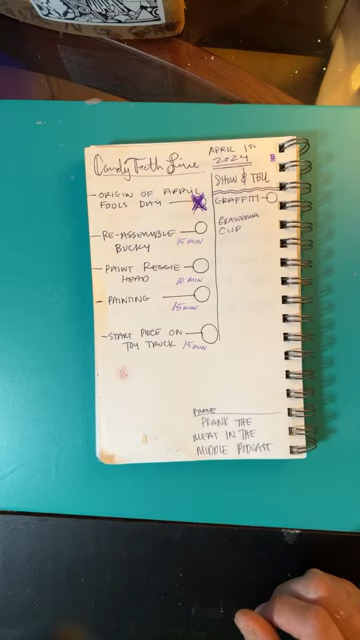 Candy Teeth Live
APRIL 1ST
2024
- ORIGIN OF APRIL
FOOLS DAY
- RE-ASSEMBLE
BUCKY
15 MIN
- PAINT REGGIE
HEAD
10 MIN
- PAINTING
15 MIN
- START PIECE ON
TOY TRUCK
15 MIN
SHOW & TELL
GRAFFITI
CLIP
PRANK
PRANK THE
MEAT IN THE
MIDDLE PODCAST